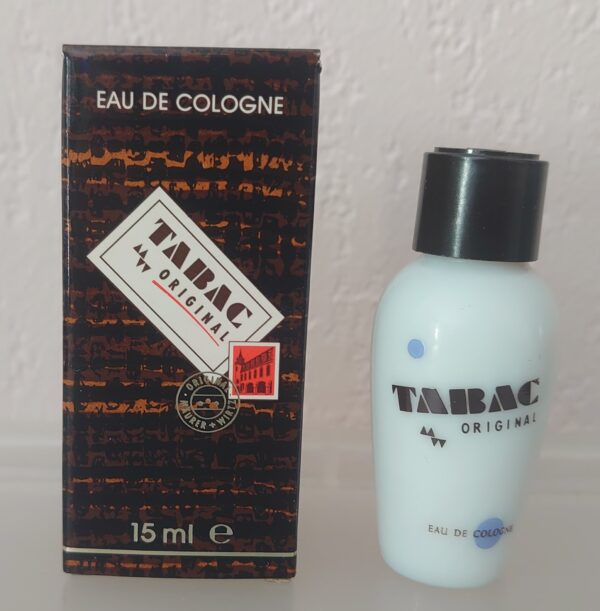 EAU DE COLOGNE
TABAC
ORIGINAL
ORIGINAL
MÄURER + WIRTZ
15 ml e
TABAC
ORIGINAL
EAU DE COLOGNE